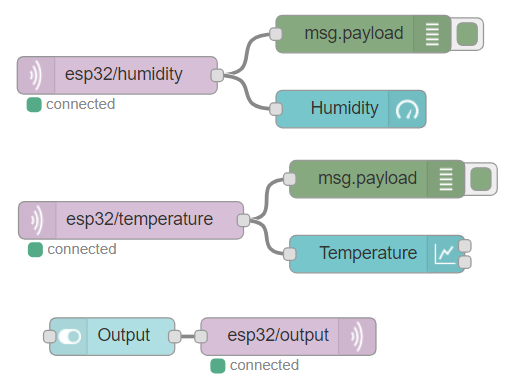 msg.payload
esp32/humidity
connected
Humidity
msg.payload
esp32/temperature
connected
Temperature
Output
esp32/output
connected